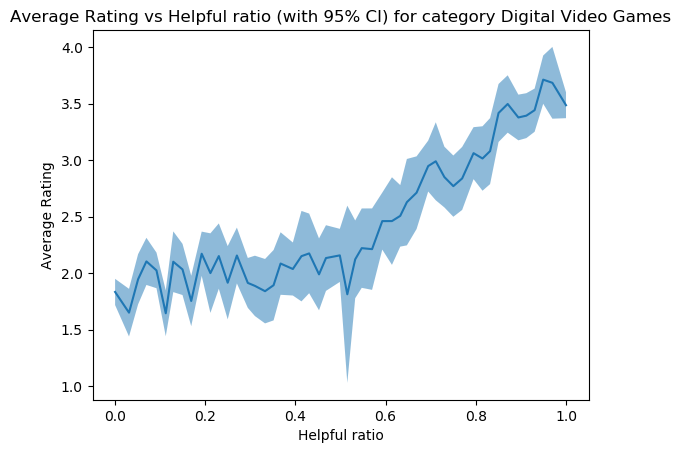 Average Rating vs Helpful ratio (with 95% CI) for category Digital Video Games
4.0
3.5
3.0
2.5
2.0
1.5
1.0
Average Rating
0.0 0.2 0.4 0.6 0.8 1.0
Helpful ratio